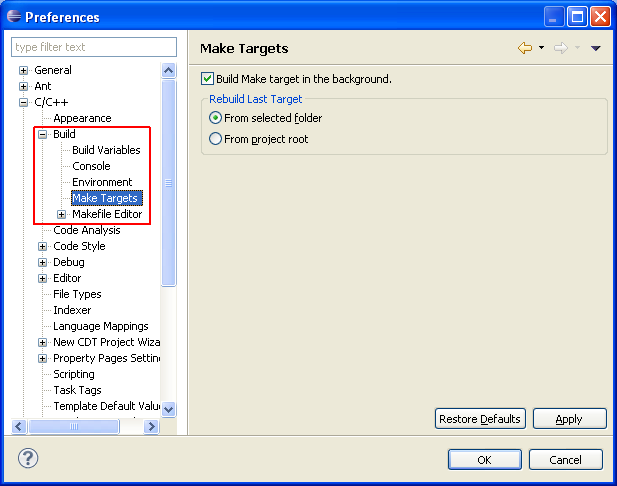 Preferences
type filter text
General
Ant
C/C++
Appearance
Build
Build Variables
Console
Environment
Make Targets
Makefile Editor
Code Analysis
Code Style
Debug
Editor
File Types
Indexer
Language Mappings
New CDT Project Wiza
Property Pages Settin
Scripting
Task Tags
Template Default Valu
Make Targets
Build Make target in the background.
Rebuild Last Target
From selected folder
From project root
Restore Defaults
Apply
?
OK
Cancel